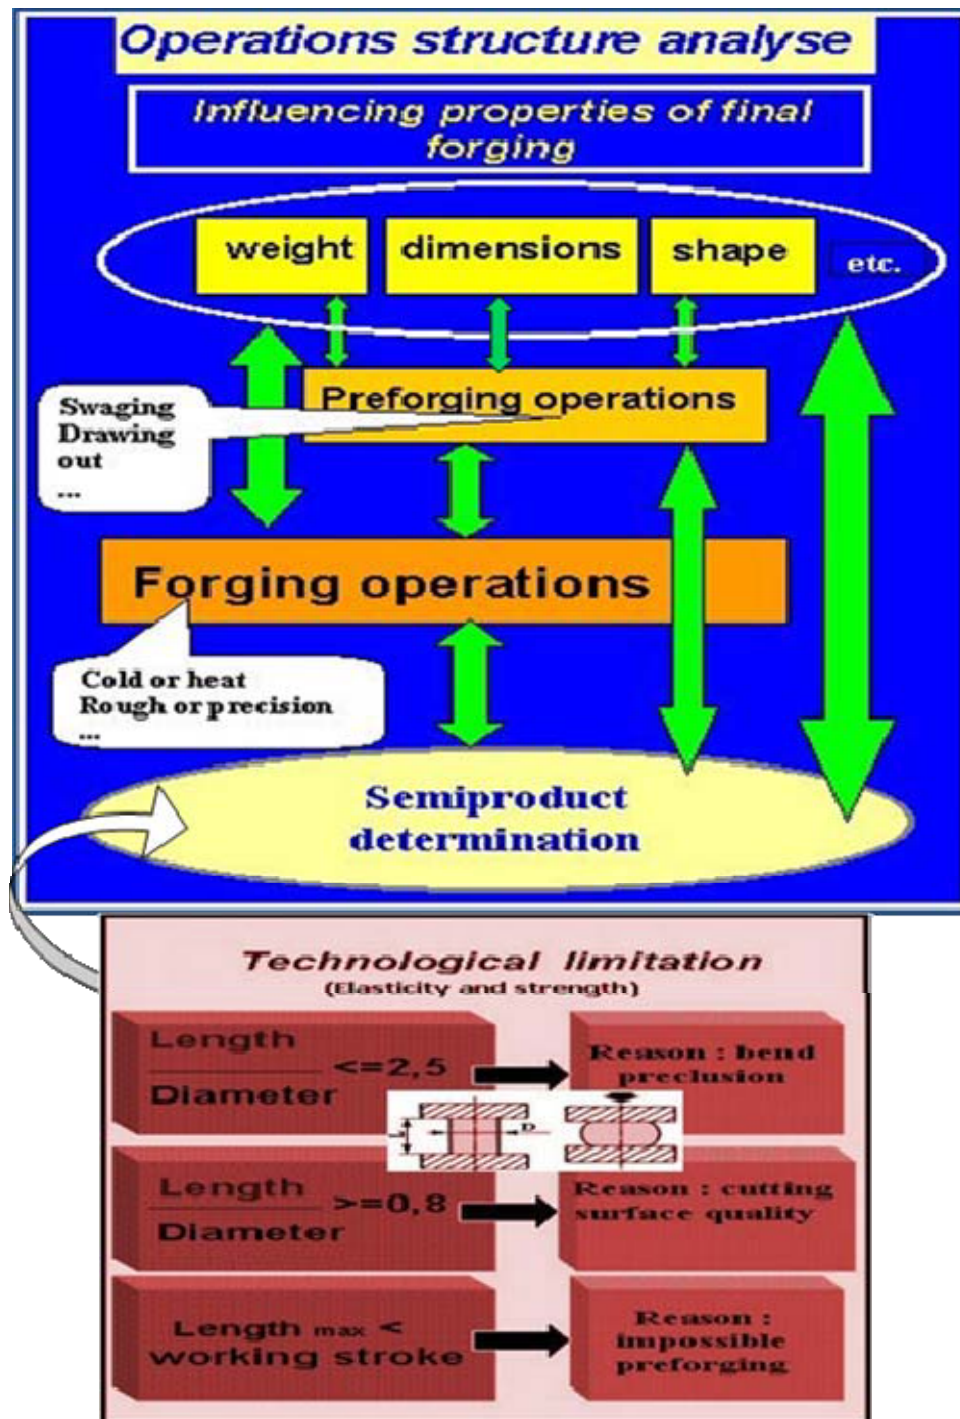 Operations structure analyse
Influencing properties of final
forging
weight
dimensions
shape
etc.
Preforging operations
Swaging
Drawing
out
...
Forging operations
Cold or heat
Rough or precision
...
Semiproduct
determination
Technological limitation
(Elasticity and strength)
Length
<=2,5
Diameter
Reason : bend
preclusion
L
D
Length
>=0,8
Diameter
Reason : cutting
surface quality
Length max <
working stroke
Reason :
impossible
preforging